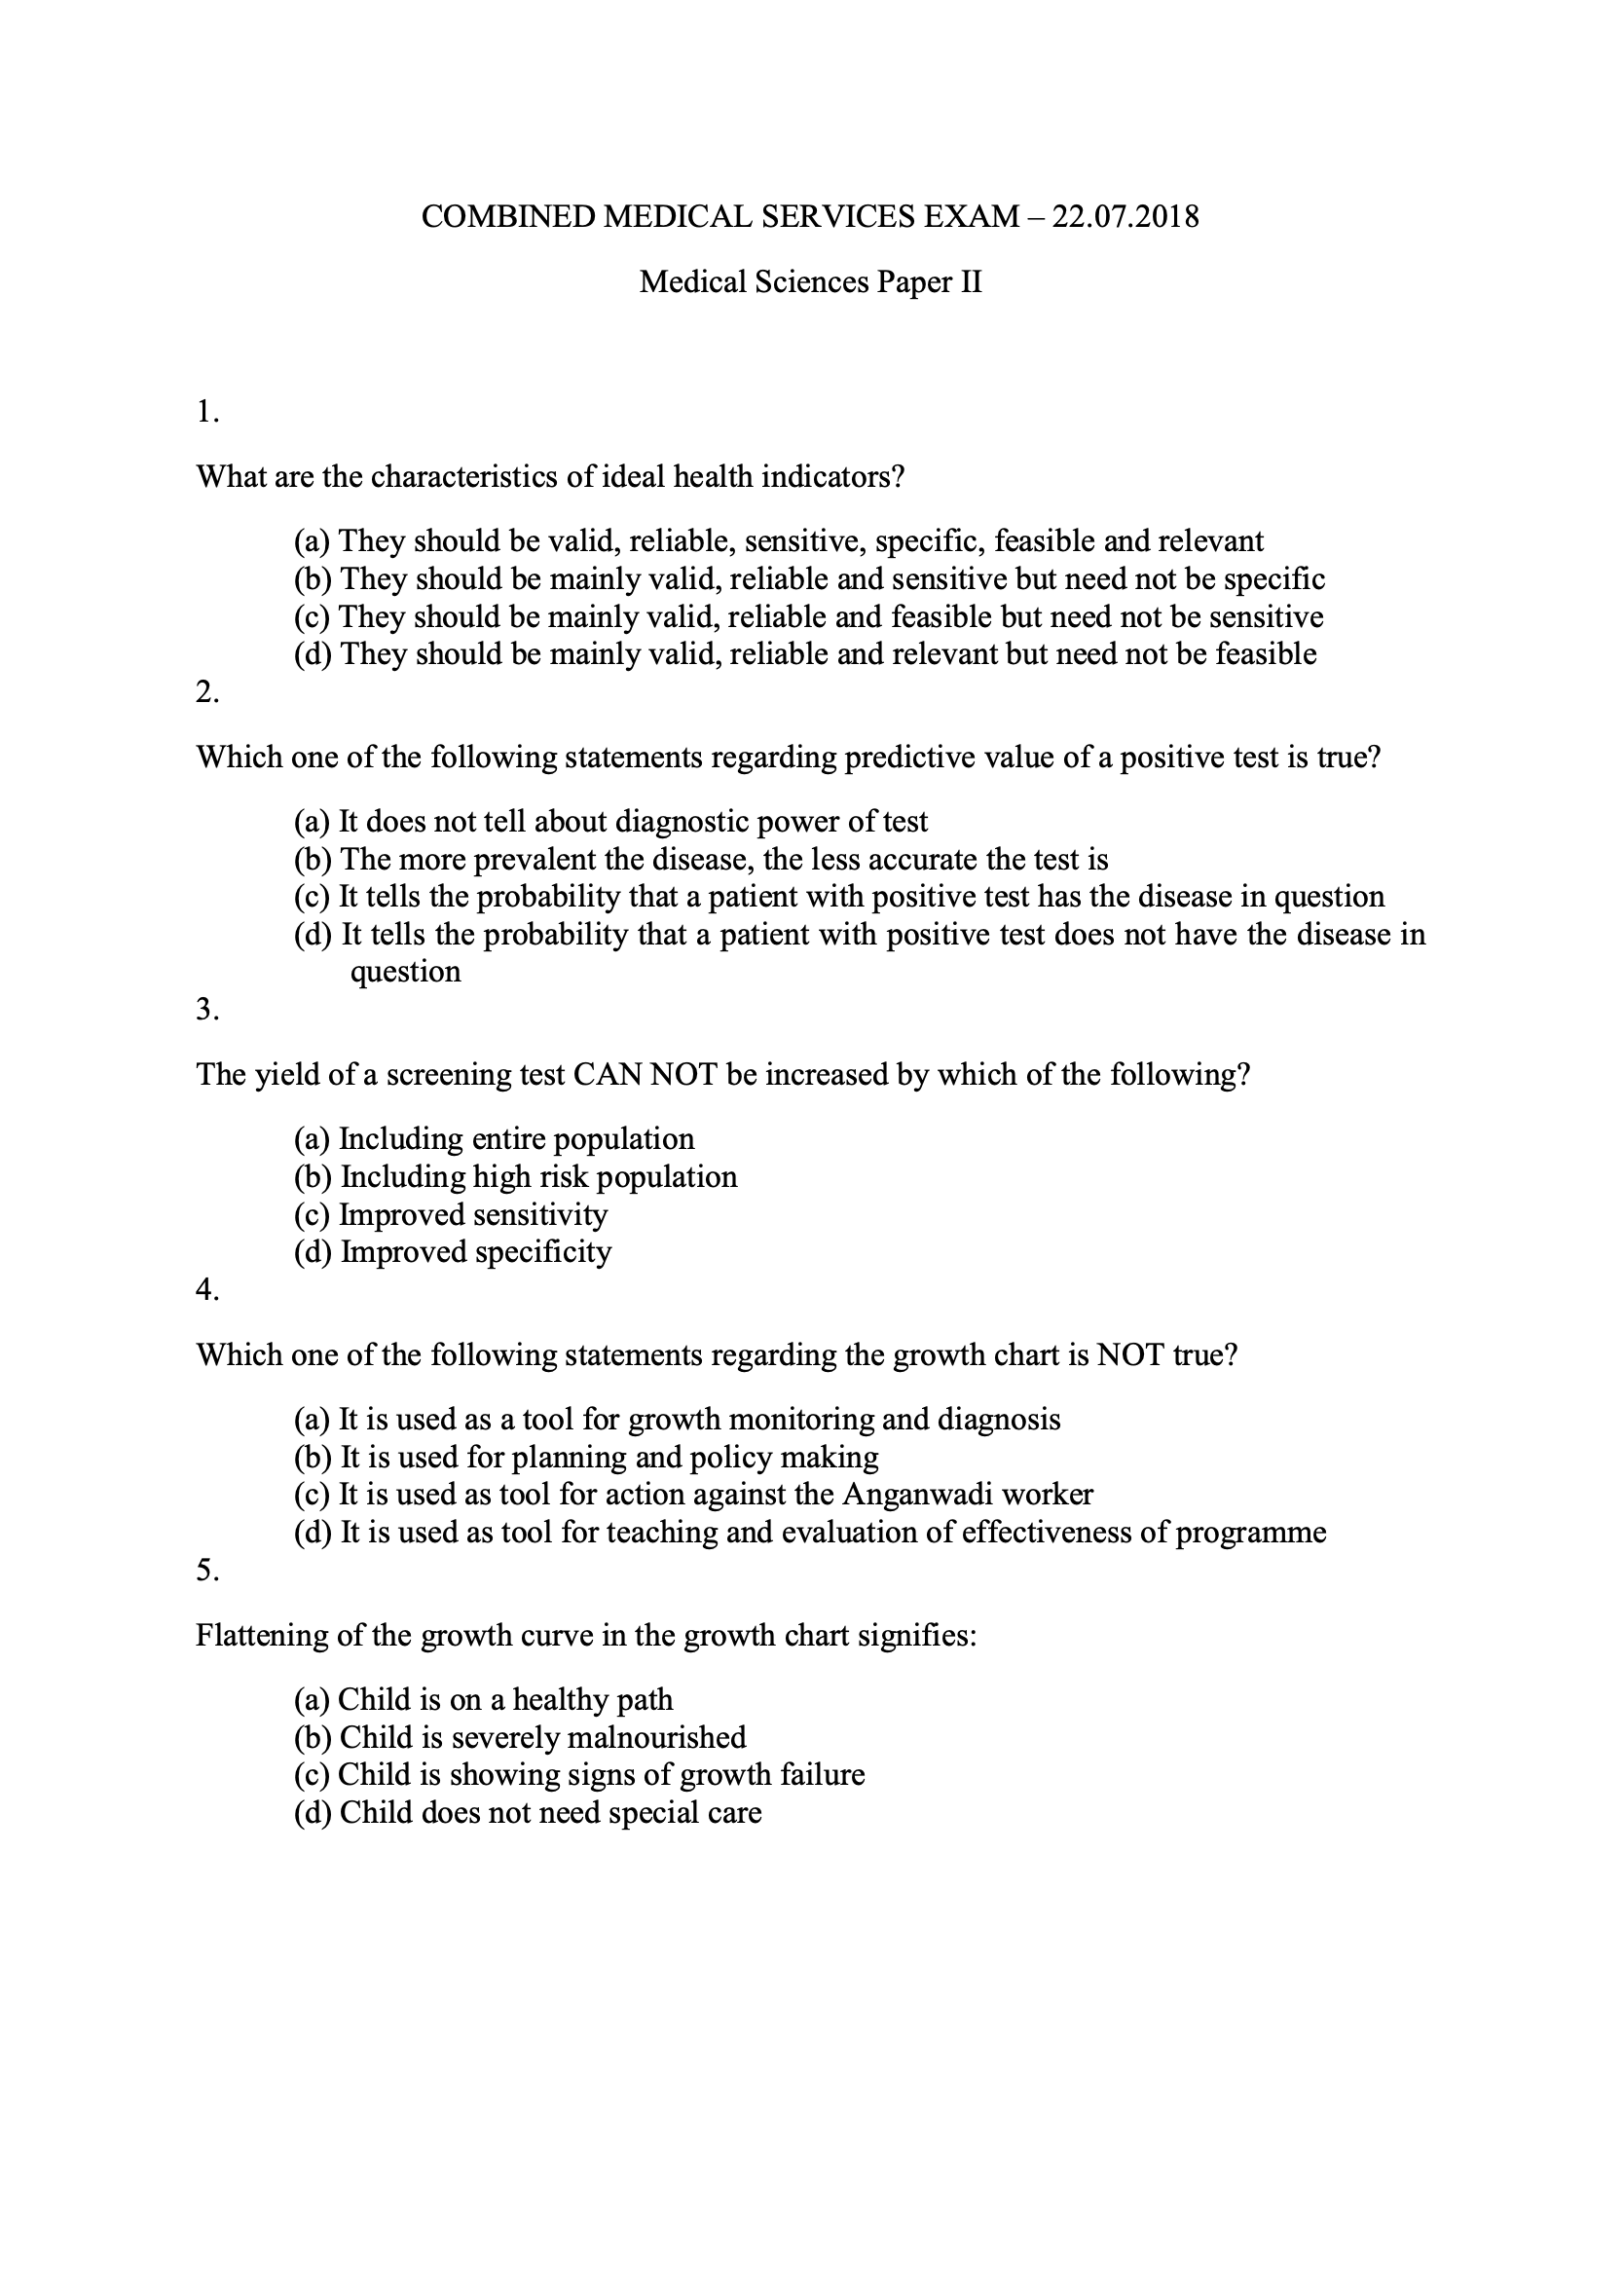 COMBINED MEDICAL SERVICES EXAM – 22.07.2018
Medical Sciences Paper II
1.
What are the characteristics of ideal health indicators?
(a) They should be valid, reliable, sensitive, specific, feasible and relevant
(b) They should be mainly valid, reliable and sensitive but need not be specific
(c) They should be mainly valid, reliable and feasible but need not be sensitive
(d) They should be mainly valid, reliable and relevant but need not be feasible
2.
Which one of the following statements regarding predictive value of a positive test is true?
(a) It does not tell about diagnostic power of test
(b) The more prevalent the disease, the less accurate the test is
(c) It tells the probability that a patient with positive test has the disease in question
(d) It tells the probability that a patient with positive test does not have the disease in
question
3.
The yield of a screening test CAN NOT be increased by which of the following?
(a) Including entire population
(b) Including high risk population
(c) Improved sensitivity
(d) Improved specificity
4.
Which one of the following statements regarding the growth chart is NOT true?
(a) It is used as a tool for growth monitoring and diagnosis
(b) It is used for planning and policy making
(c) It is used as tool for action against the Anganwadi worker
(d) It is used as tool for teaching and evaluation of effectiveness of programme
5.
Flattening of the growth curve in the growth chart signifies:
(a) Child is on a healthy path
(b) Child is severely malnourished
(c) Child is showing signs of growth failure
(d) Child does not need special care